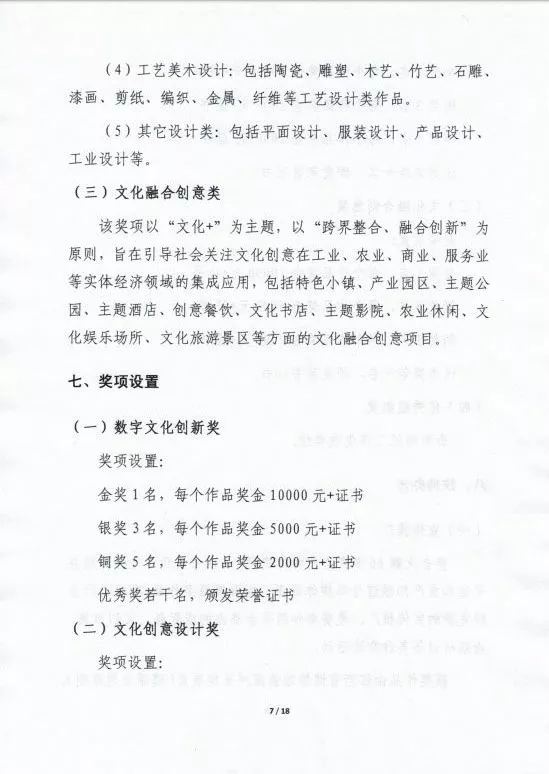 （4）工艺美术设计：包括陶瓷、雕塑、木艺、竹艺、石雕、
漆画、剪纸、编织、金属、纤维等工艺设计类作品。
（5）其它设计类：包括平面设计、服装设计、产品设计、
工业设计等。
（三）文化融合创意类
该奖项以“文化+”为主题，以“跨界整合、融合创新”为
原则，旨在引导社会关注文化创意在工业、农业、商业、服务业
等实体经济领域的集成应用，包括特色小镇、产业园区、主题公
园、主题酒店、创意餐饮、文化书店、主题影院、农业休闲、文
化娱乐场所、文化旅游景区等方面的文化融合创意项目。
七、奖项设置
（一）数字文化创新奖
奖项设置：
金奖 1 名，每个作品奖金 10000 元+证书
银奖 3 名，每个作品奖金 5000 元+证书
铜奖 5 名，每个作品奖金 2000 元+证书
优秀奖若干名，颁发荣誉证书
（二）文化创意设计奖
奖项设置：
7 / 18